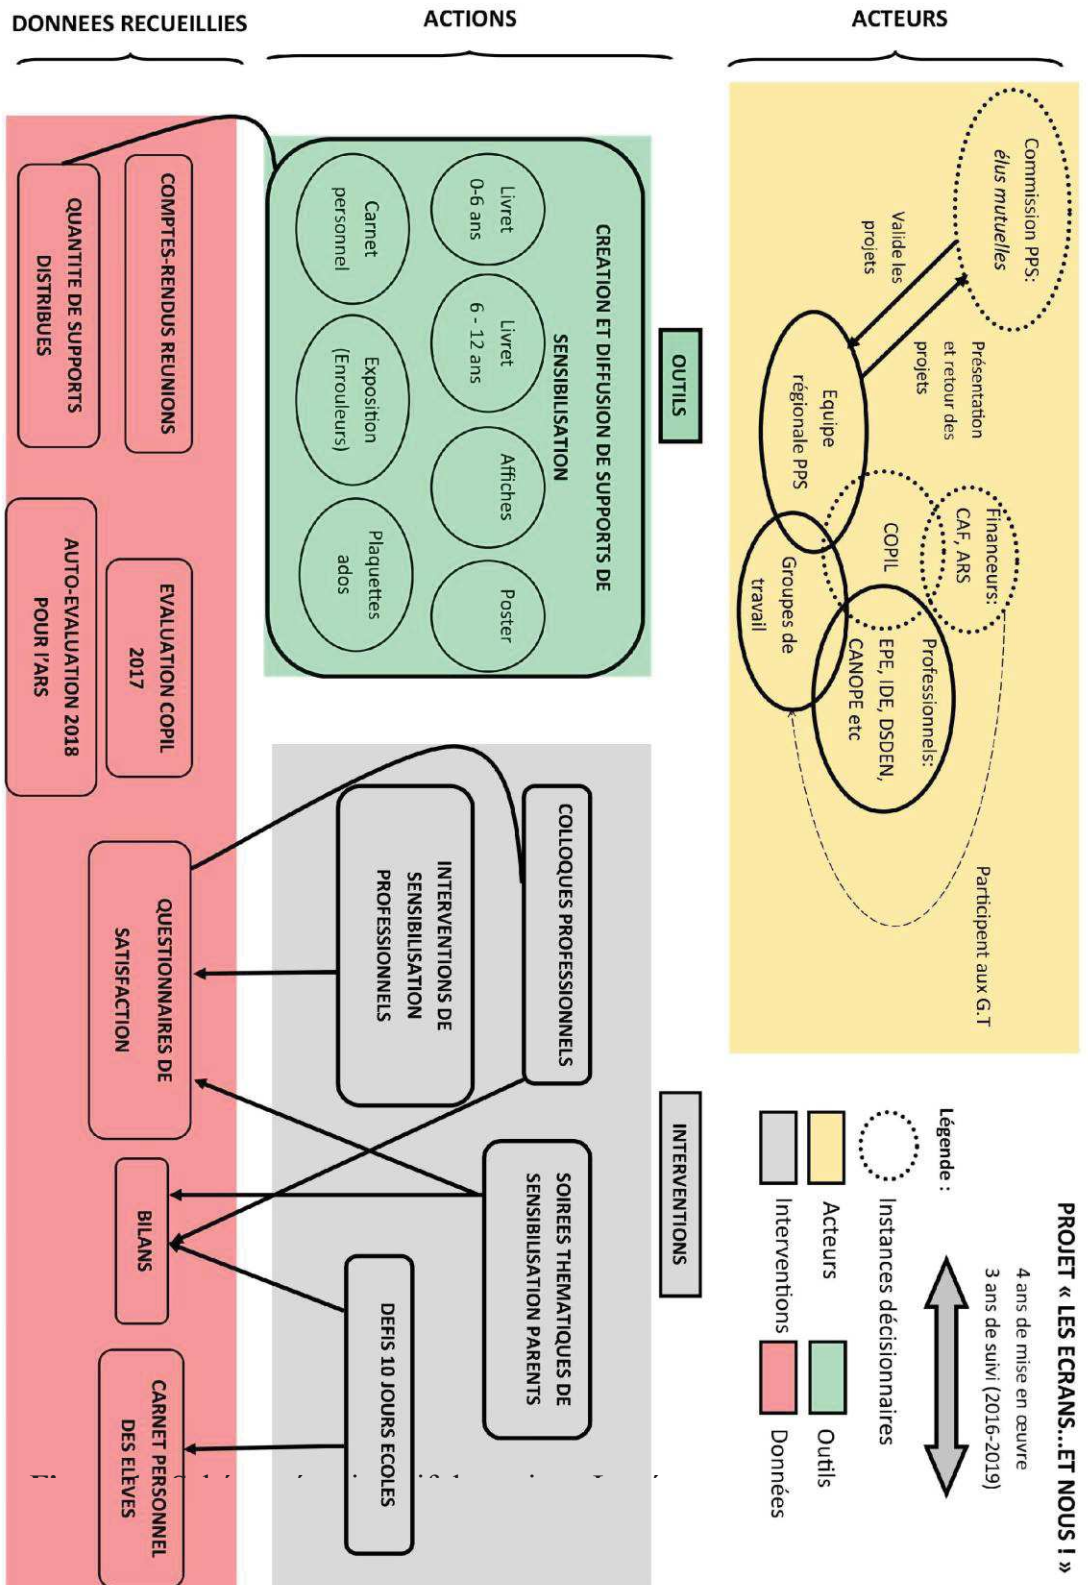 PROJET « LES ECRANS...ET NOUS ! »
4 ans de mise en œuvre
3 ans de suivi (2016-2019)
Légende :
Instances décisionnaires
Acteurs
Outils
Interventions
Données
ACTEURS
Commission PPS:
élus mutuelles
Valide les
projets
Présentation
et retour des
projets
Equipe
régionale PPS
Financeurs:
CAF, ARS
COPIL
Groupes de
travail
Professionnels:
EPE, IDE, DSDEN,
CANOPE etc
Participent aux G.T
ACTIONS
OUTILS
CREATION ET DIFFUSION DE SUPPORTS DE
SENSIBILISATION
Livret
0-6 ans
Livret
6 - 12 ans
Affiches
Poster
Carnet
personnel
Exposition
(Enrouleurs)
Plaquettes
ados
INTERVENTIONS
COLLOQUES PROFESSIONNELS
SOIREES THEMATIQUES DE
SENSIBILISATION PARENTS
INTERVENTIONS DE
SENSIBILISATION
PROFESSIONNELS
DEFIS 10 JOURS ECOLES
DONNEES RECUEILLIES
COMPTES-RENDUS REUNIONS
QUANTITE DE SUPPORTS
DISTRIBUES
EVALUATION COPIL
2017
AUTO-EVALUATION 2018
POUR l'ARS
QUESTIONNAIRES DE
SATISFACTION
BILANS
CARNET PERSONNEL
DES ELEVES